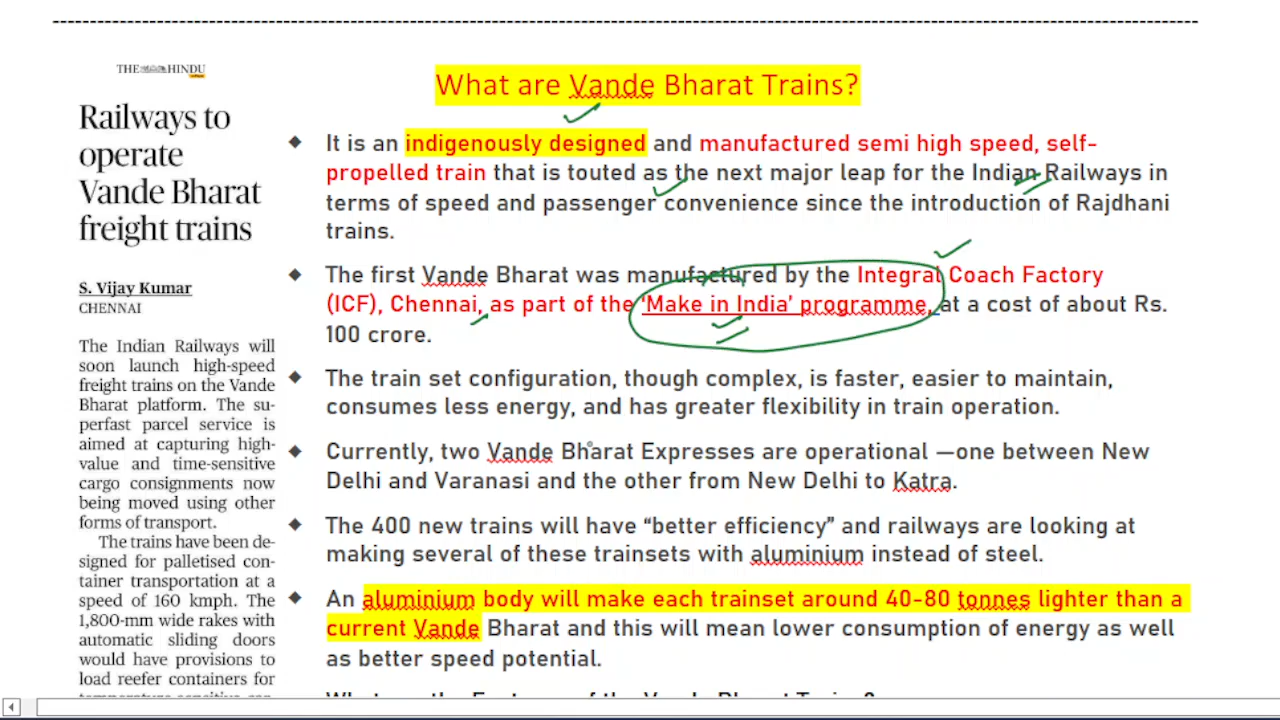 THE HINDU
Railways to
operate
Vande Bharat
freight trains
S. Vijay Kumar
CHENNAI
The Indian Railways will
soon launch high-speed
freight trains on the Vande
Bharat platform. The su-
perfast parcel service is
aimed at capturing high-
value and time-sensitive
cargo consignments now
being moved using other
forms of transport.
The trains have been de-
signed for palletised con-
tainer transportation at a
speed of 160 kmph. The
1,800-mm wide rakes with
automatic sliding doors
would have provisions to
load reefer containers for
What are Vande Bharat Trains?
It is an indigenously designed and manufactured semi high speed, self-
propelled train that is touted as the next major leap for the Indian Railways in
terms of speed and passenger convenience since the introduction of Rajdhani
trains.
The first Vande Bharat was manufactured by the Integral Coach Factory
(ICF), Chennai, as part of the 'Make in India' programme, at a cost of about Rs.
100 crore.
The train set configuration, though complex, is faster, easier to maintain,
consumes less energy, and has greater flexibility in train operation.
Currently, two Vande Bharat Expresses are operational —one between New
Delhi and Varanasi and the other from New Delhi to Katra.
The 400 new trains will have “better efficiency” and railways are looking at
making several of these trainsets with aluminium instead of steel.
An aluminium body will make each trainset around 40-80 tonnes lighter than a
current Vande Bharat and this will mean lower consumption of energy as well
as better speed potential.